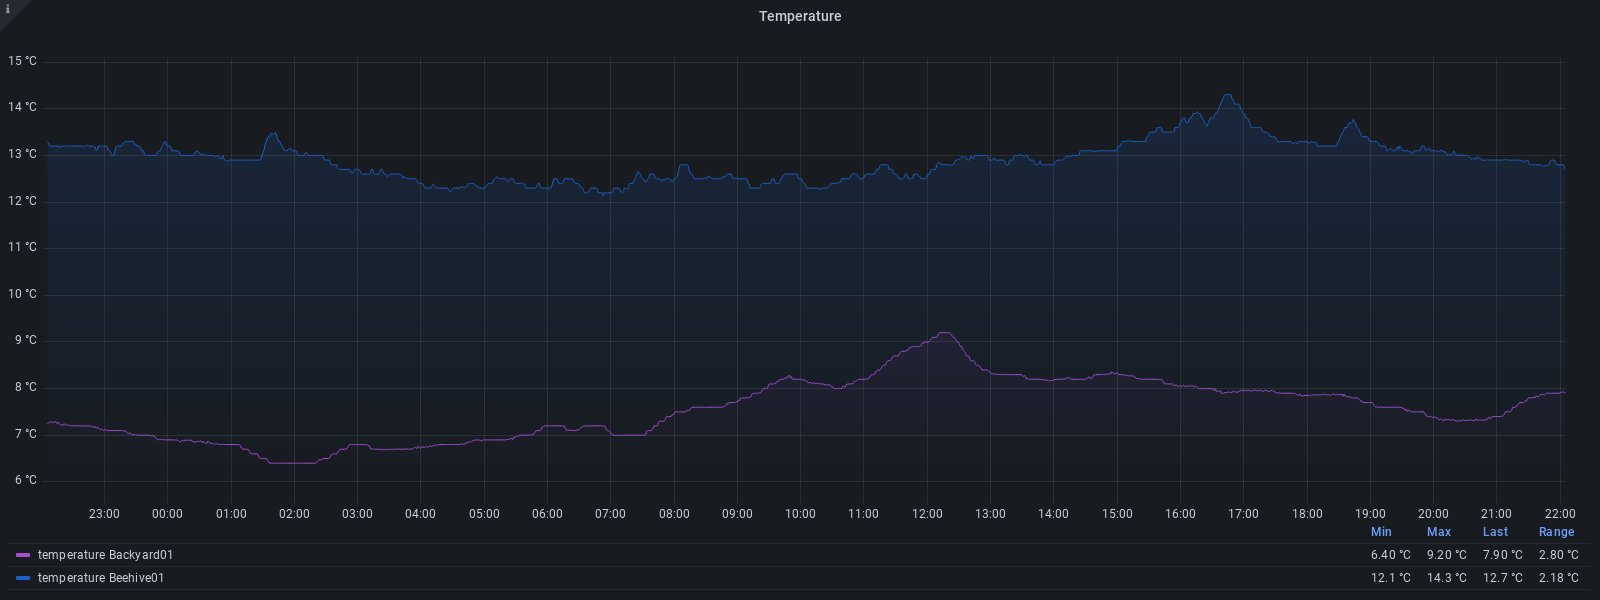 i
Temperature
15 °C
14 °C
13 °C
12 °C
11 °C
10 °C
9 °C
8 °C
7 °C
6 °C
23:00 00:00 01:00 02:00 03:00 04:00 05:00 06:00 07:00 08:00 09:00 10:00 11:00 12:00 13:00 14:00 15:00 16:00 17:00 18:00 19:00 20:00 21:00 22:00
Min Max Last Range
temperature Backyard01 6.40 °C 9.20 °C 7.90 °C 2.80 °C
temperature Beehive01 12.1 °C 14.3 °C 12.7 °C 2.18 °C